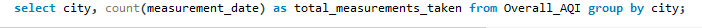 select city, count(measurement_date) as total_measurements_taken from Overall_AQI group by city;